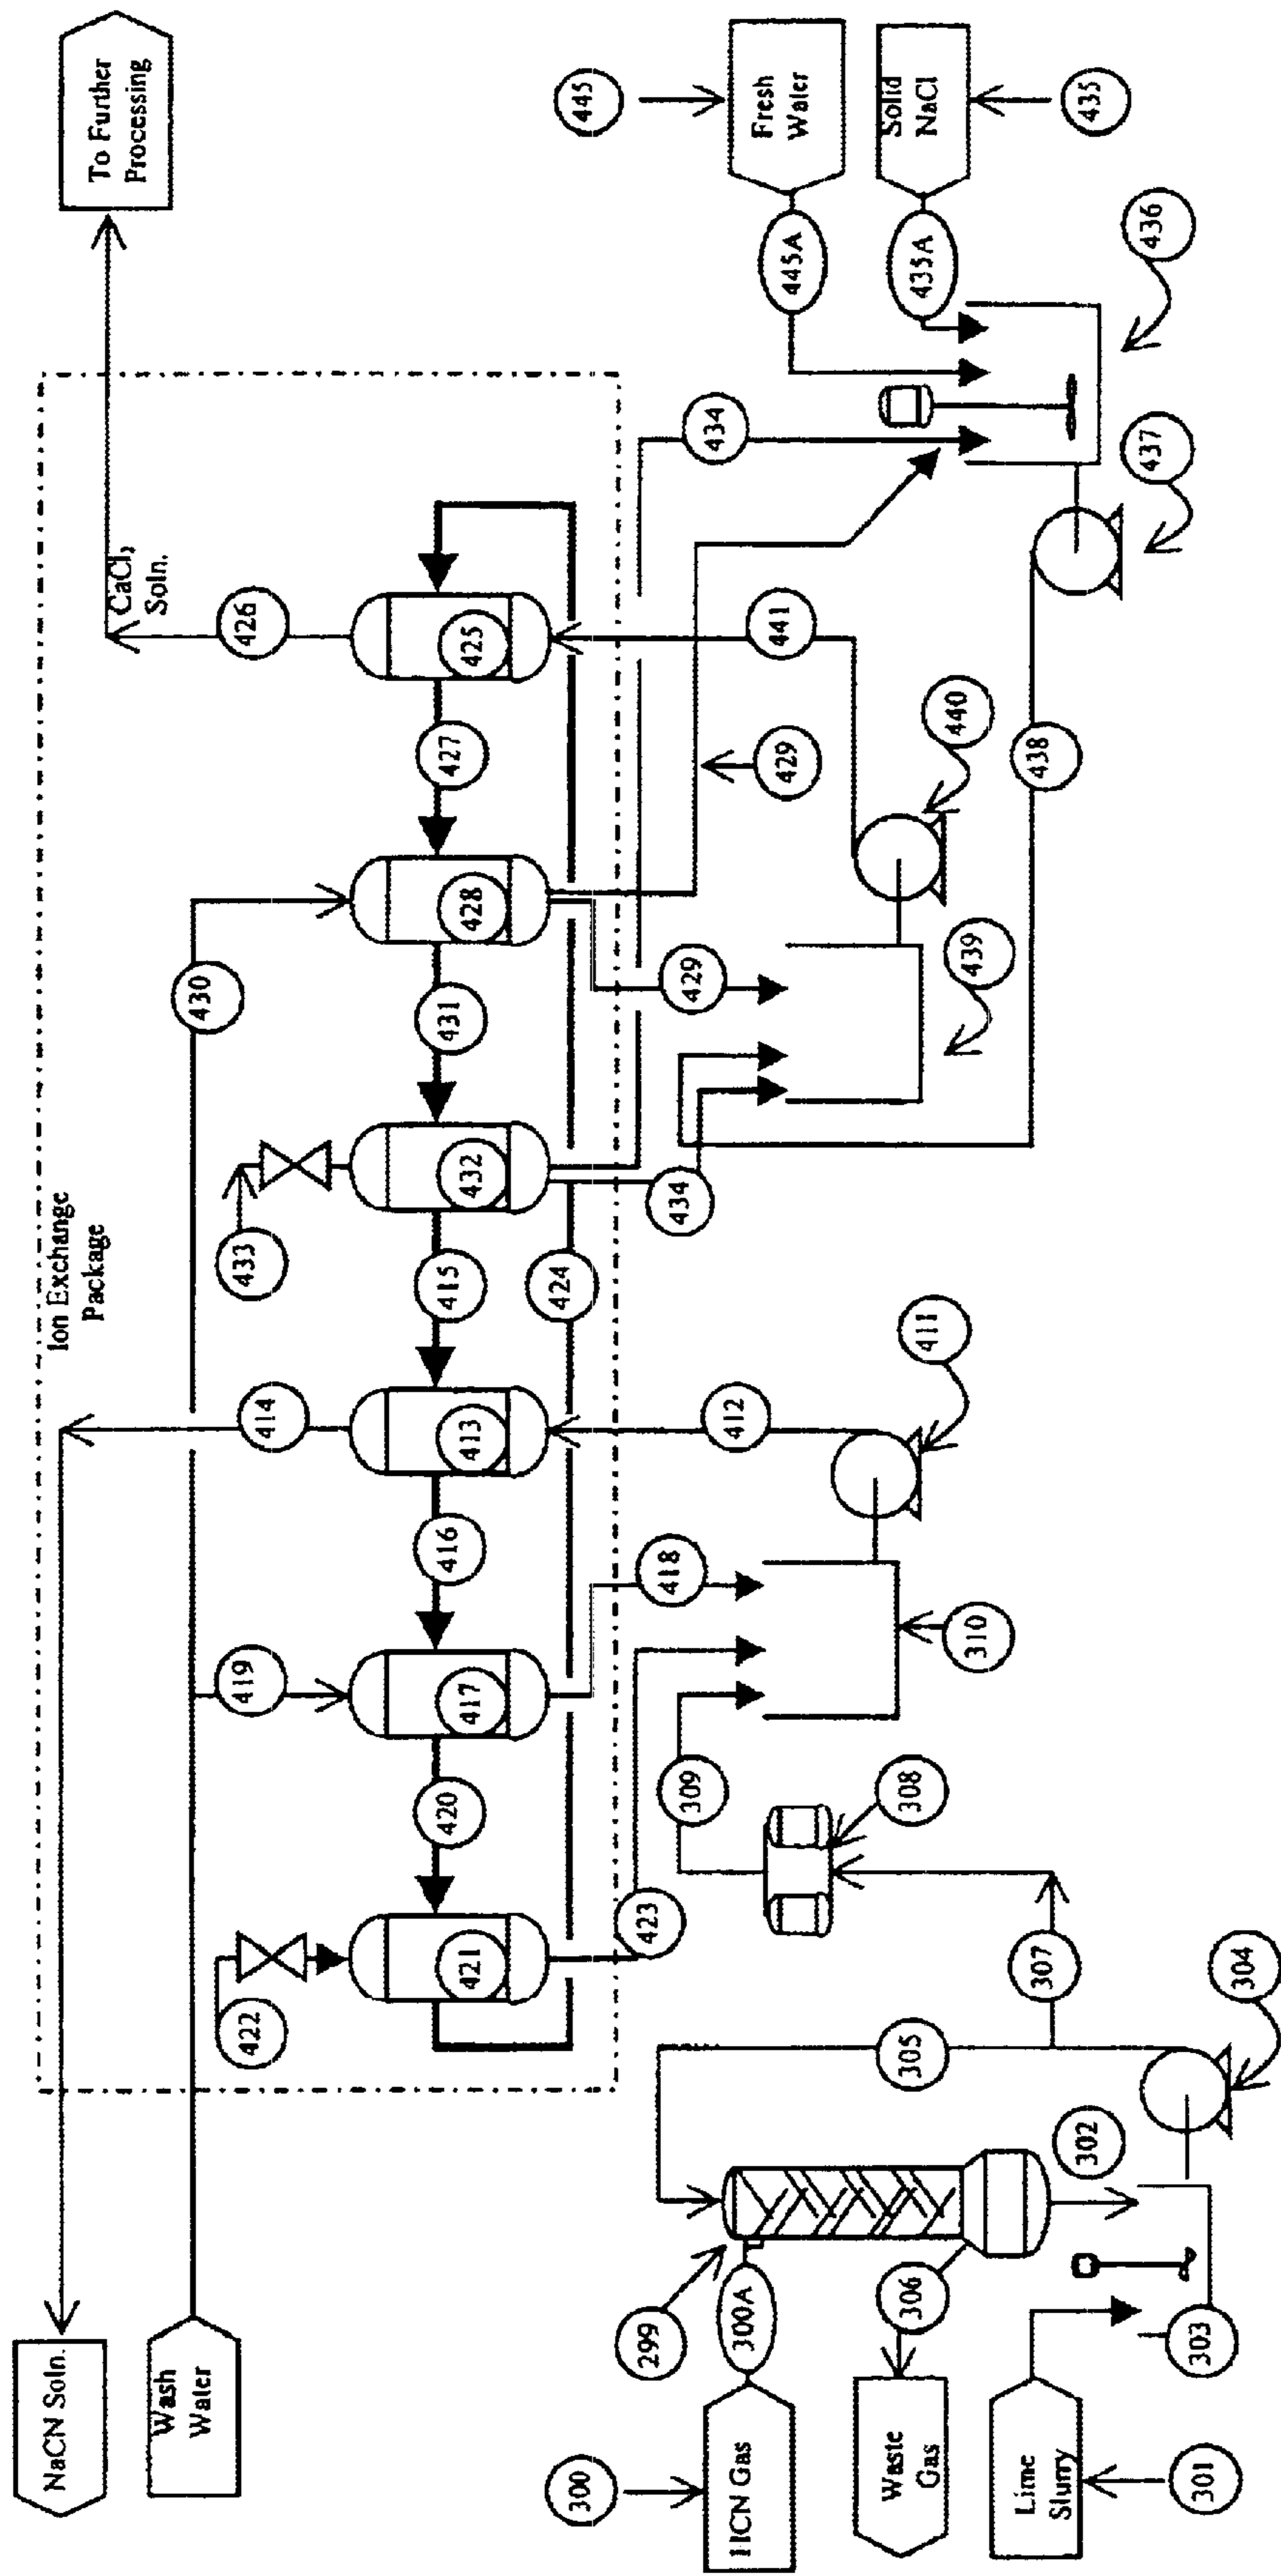 NaCN Soln.
Ion Exchange
Package
To Further
Processing
CaCl₂
Soln.
Wash
Water
430
426
419
414
422
433
421
420
417
416
413
415
432
431
428
427
425
424
445
300
299
423
309
418
412
434
429
441
434
HCN Gas
300A
429
445A
Fresh
Water
Waste
Gas
306
305
308
310
411
439
440
435A
Solid
NaCl
Lime
Slurry
302
307
438
301
303
304
437
436
435